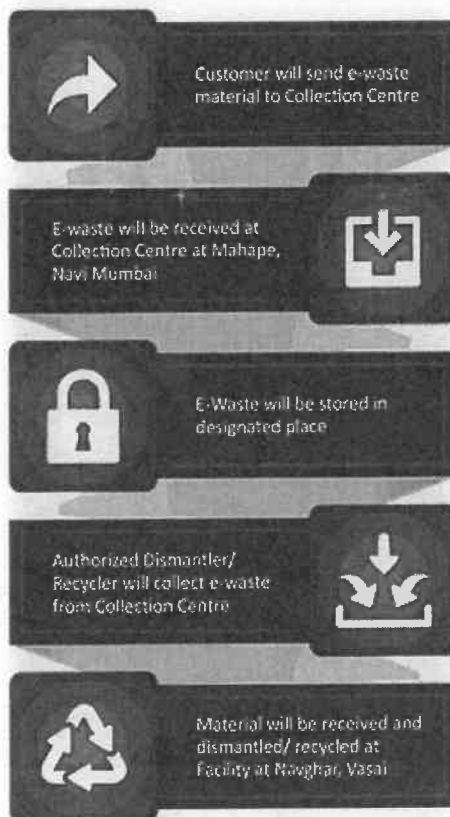 Customer will send e-waste
material to Collection Centre
E-waste will be received at
Collection Centre at Mahape,
Navi Mumbai
E-Waste will be stored in
designated place
Authorized Dismantler/
Recycler will collect e-waste
from Collection Centre
Material will be received and
dismantled/ recycled at
Facility at Navghar, Vasai